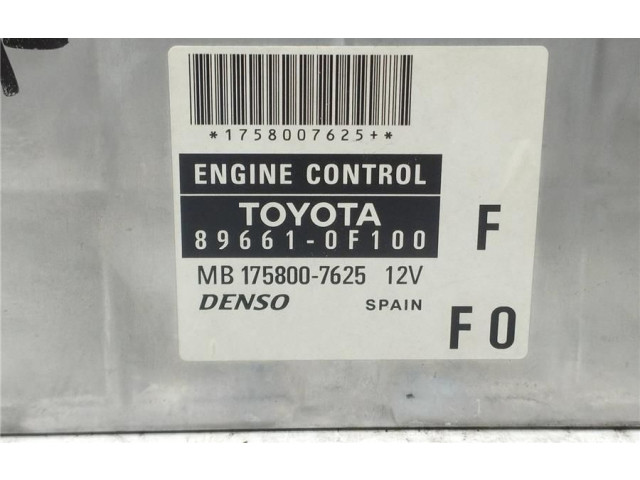 *1758007625+*
ENGINE CONTROL
TOYOTA
89661-0F100
F
MB 175800-7625 12V
DENSO SPAIN
F0